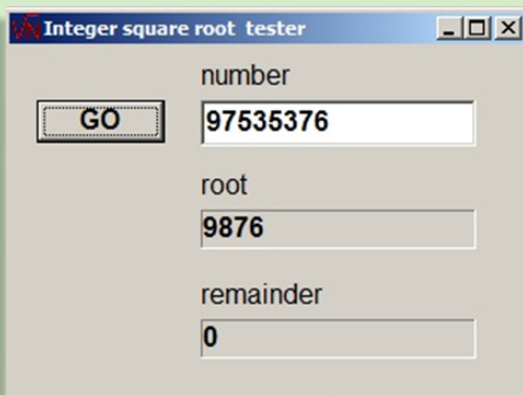 Integer square root tester
number
GO
97535376
root
9876
remainder
0